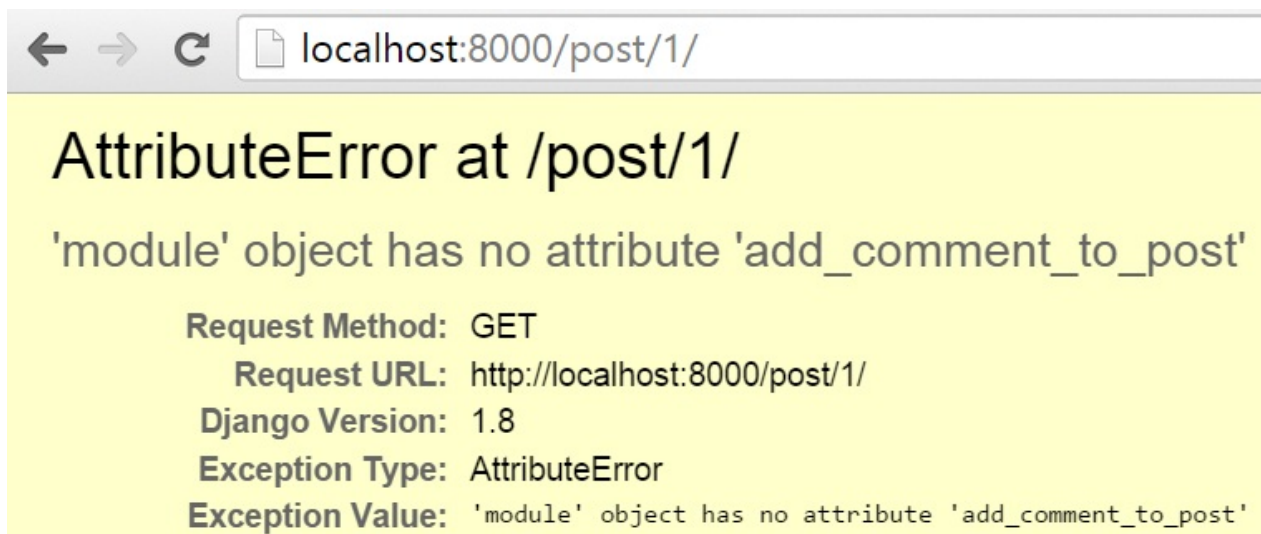 localhost:8000/post/1/
AttributeError at /post/1/
'module' object has no attribute 'add_comment_to_post'
Request Method: GET
Request URL: http://localhost:8000/post/1/
Django Version: 1.8
Exception Type: AttributeError
Exception Value: 'module' object has no attribute 'add_comment_to_post'